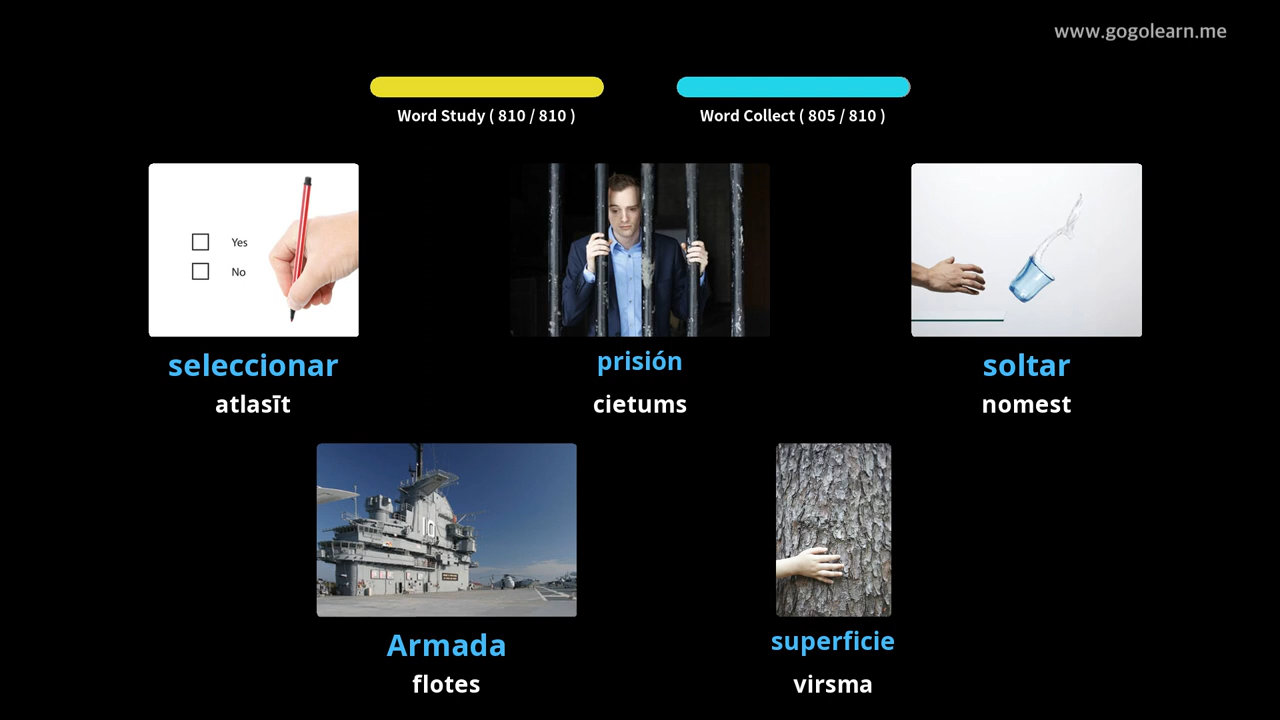 www.gogolearn.me
Word Study ( 810 / 810 )
Word Collect ( 805 / 810 )
Yes
No
seleccionar
atlasīt
prisión
cietums
soltar
nomest
10
Armada
flotes
superficie
virsma